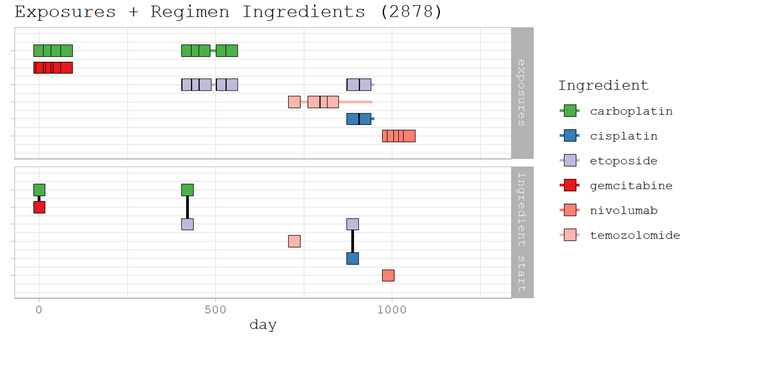 Exposures + Regimen Ingredients (2878)
exposures
ingredient start
0
500
1000
day
Ingredient
carboplatin
cisplatin
etoposide
gemcitabine
nivolumab
temozolomide